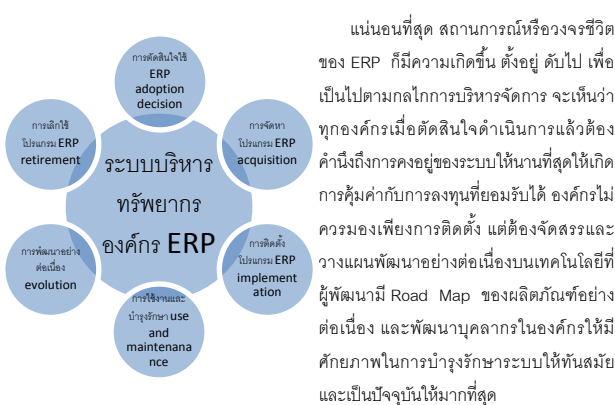 การตัดสินใจใช้
ERP
adoption
decision
การจัดหา
โปรแกรม ERP
acquisition
การติดตั้ง
โปรแกรม ERP
implement
ation
การใช้งานและ
บำรุงรักษา use
and
maintenana
nce
การพัฒนาอย่าง
ต่อเนื่อง
evolution
การเลิกใช้
โปรแกรม ERP
retirement
ระบบบริหาร
ทรัพยากร
องค์กร ERP
แน่นอนที่สุด สถานการณ์หรือวงจรชีวิต
ของ ERP ก็มีความเกิดขึ้น ตั้งอยู่ ดับไป เพื่อ
เป็นไปตามกลไกการบริหารจัดการ จะเห็นว่า
ทุกองค์กรเมื่อตัดสินใจดำเนินการแล้วต้อง
คำนึงถึงการคงอยู่ของระบบให้นานที่สุดให้เกิด
การคุ้มค่ากับการลงทุนที่ยอมรับได้ องค์กรไม่
ควรมองเพียงการติดตั้ง แต่ต้องจัดสรรและ
วางแผนพัฒนาอย่างต่อเนื่องบนเทคโนโลยีที่
ผู้พัฒนามี Road Map ของผลิตภัณฑ์อย่าง
ต่อเนื่อง และพัฒนาบุคลากรในองค์กรให้มี
ศักยภาพในการบำรุงรักษาระบบให้ทันสมัย
และเป็นปัจจุบันให้มากที่สุด